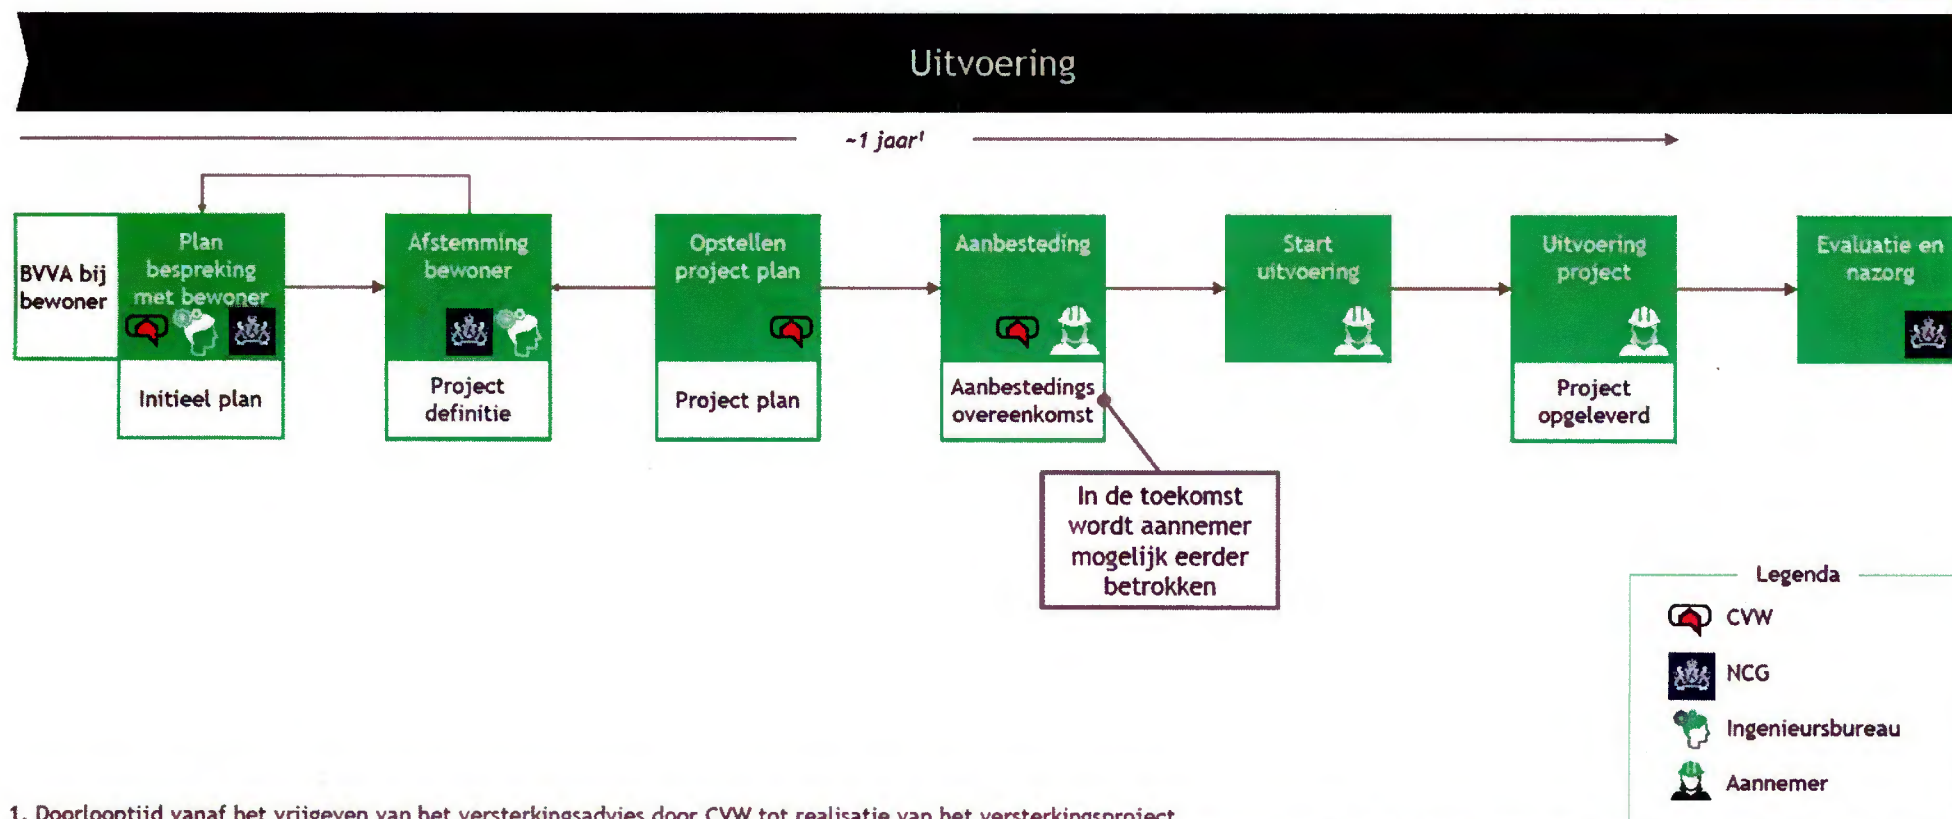 Uitvoering
~1 jaar¹
BVVA bij
bewoner
Plan
bespreking
met bewoner
Initieel plan
Afstemming
bewoner
Project
definitie
Opstellen
project plan
Project plan
Aanbesteding
Aanbestedings
overeenkomst
Start
uitvoering
Uitvoering
project
Project
opgeleverd
Evaluatie en
nazorg
In de toekomst
wordt aannemer
mogelijk eerder
betrokken
Legenda
CVW
NCG
Ingenieursbureau
Aannemer
1. Doorlooptijd vanaf het vrijgeven van het versterkingsadvies door CVW tot realisatie van het versterkingsproject